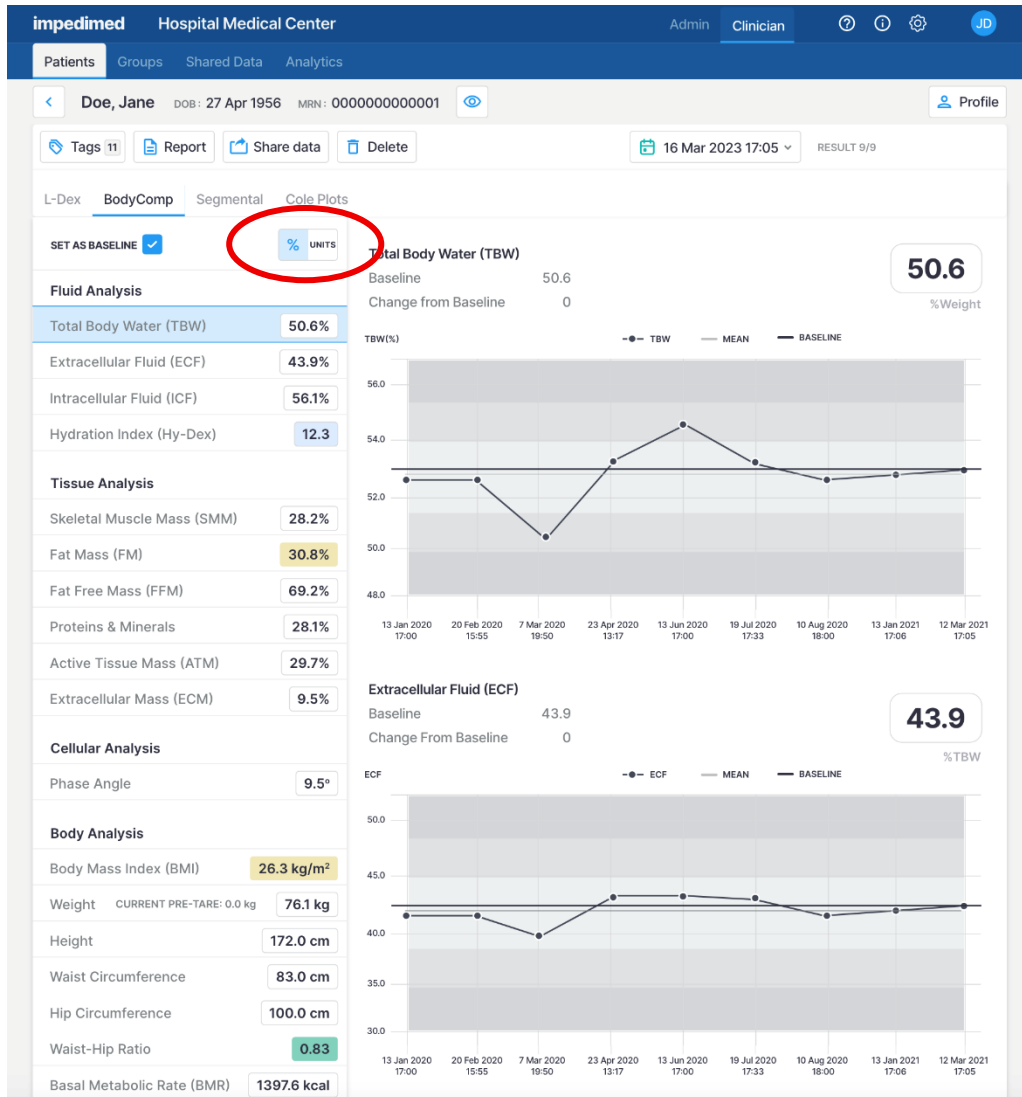 impedimed Hospital Medical Center Admin Clinician JD
Patients Groups Shared Data Analytics
Doe, Jane DOB: 27 Apr 1956 MRN: 0000000000001 Profile
Tags 11 Report Share data Delete 16 Mar 2023 17:05 RESULT 9/9
L-Dex BodyComp Segmental Cole Plots
SET AS BASELINE % UNITS
Fluid Analysis
Total Body Water (TBW) 50.6%
Extracellular Fluid (ECF) 43.9%
Intracellular Fluid (ICF) 56.1%
Hydration Index (Hy-Dex) 12.3
Tissue Analysis
Skeletal Muscle Mass (SMM) 28.2%
Fat Mass (FM) 30.8%
Fat Free Mass (FFM) 69.2%
Proteins & Minerals 28.1%
Active Tissue Mass (ATM) 29.7%
Extracellular Mass (ECM) 9.5%
Cellular Analysis
Phase Angle 9.5º
Body Analysis
Body Mass Index (BMI) 26.3 kg/m²
Weight CURRENT PRE-TARE: 0.0 kg 76.1 kg
Height 172.0 cm
Waist Circumference 83.0 cm
Hip Circumference 100.0 cm
Waist-Hip Ratio 0.83
Basal Metabolic Rate (BMR) 1397.6 kcal
Total Body Water (TBW)
Baseline 50.6
Change from Baseline 0
50.6
%Weight
TBW(%) TBW MEAN BASELINE
56.0
54.0
52.0
50.0
48.0
13 Jan 2020 20 Feb 2020 7 Mar 2020 23 Apr 2020 13 Jun 2020 19 Jul 2020 10 Aug 2020 13 Jan 2021 12 Mar 2021
17:00 15:55 19:50 13:17 17:00 17:33 18:00 17:06 17:05
Extracellular Fluid (ECF)
Baseline 43.9
Change From Baseline 0
43.9
%TBW
ECF ECF MEAN BASELINE
50.0
45.0
40.0
35.0
30.0
13 Jan 2020 20 Feb 2020 7 Mar 2020 23 Apr 2020 13 Jun 2020 19 Jul 2020 10 Aug 2020 13 Jan 2021 12 Mar 2021
17:00 15:55 19:50 13:17 17:00 17:33 18:00 17:06 17:05